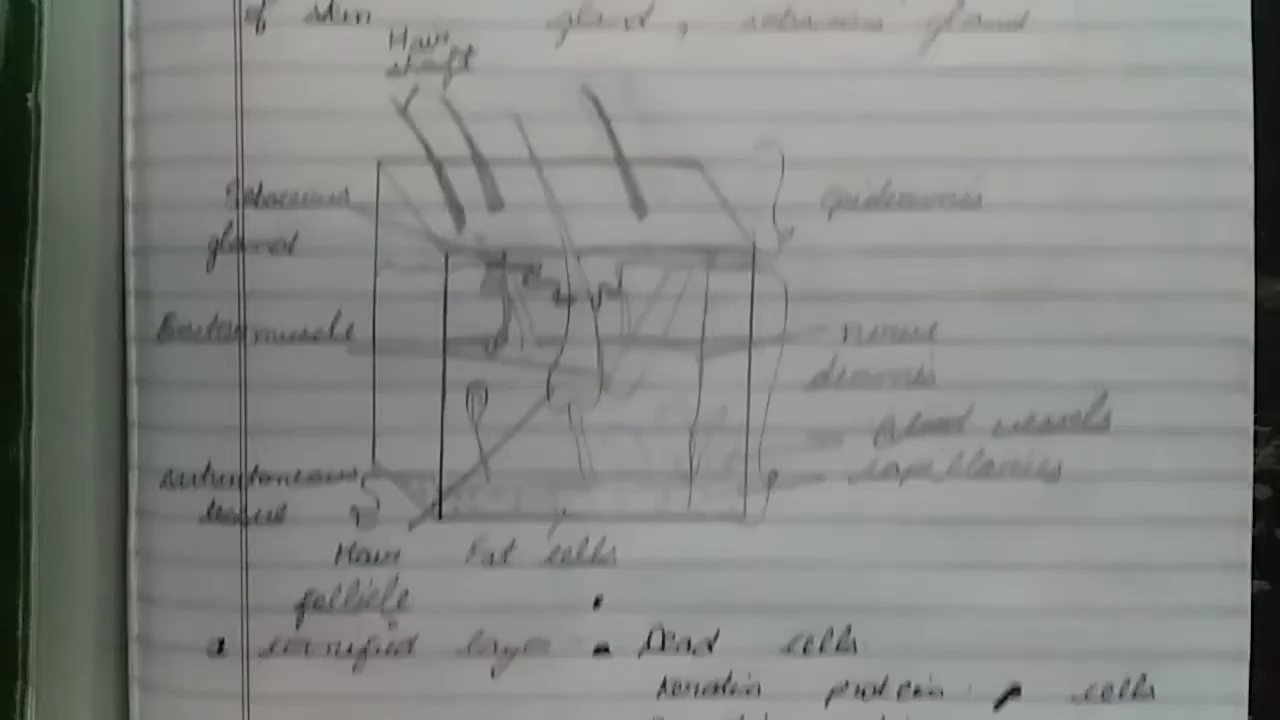 of skin gland, sebaceous gland
Hair
shaft
Sebaceous
gland
epidermis
muscle
nerve
dermis
Blood vessels
capillaries
subcutaneous
tissue
Hair Fat cells
follicle
cornified layer - Dead cells
Keratin protein cells